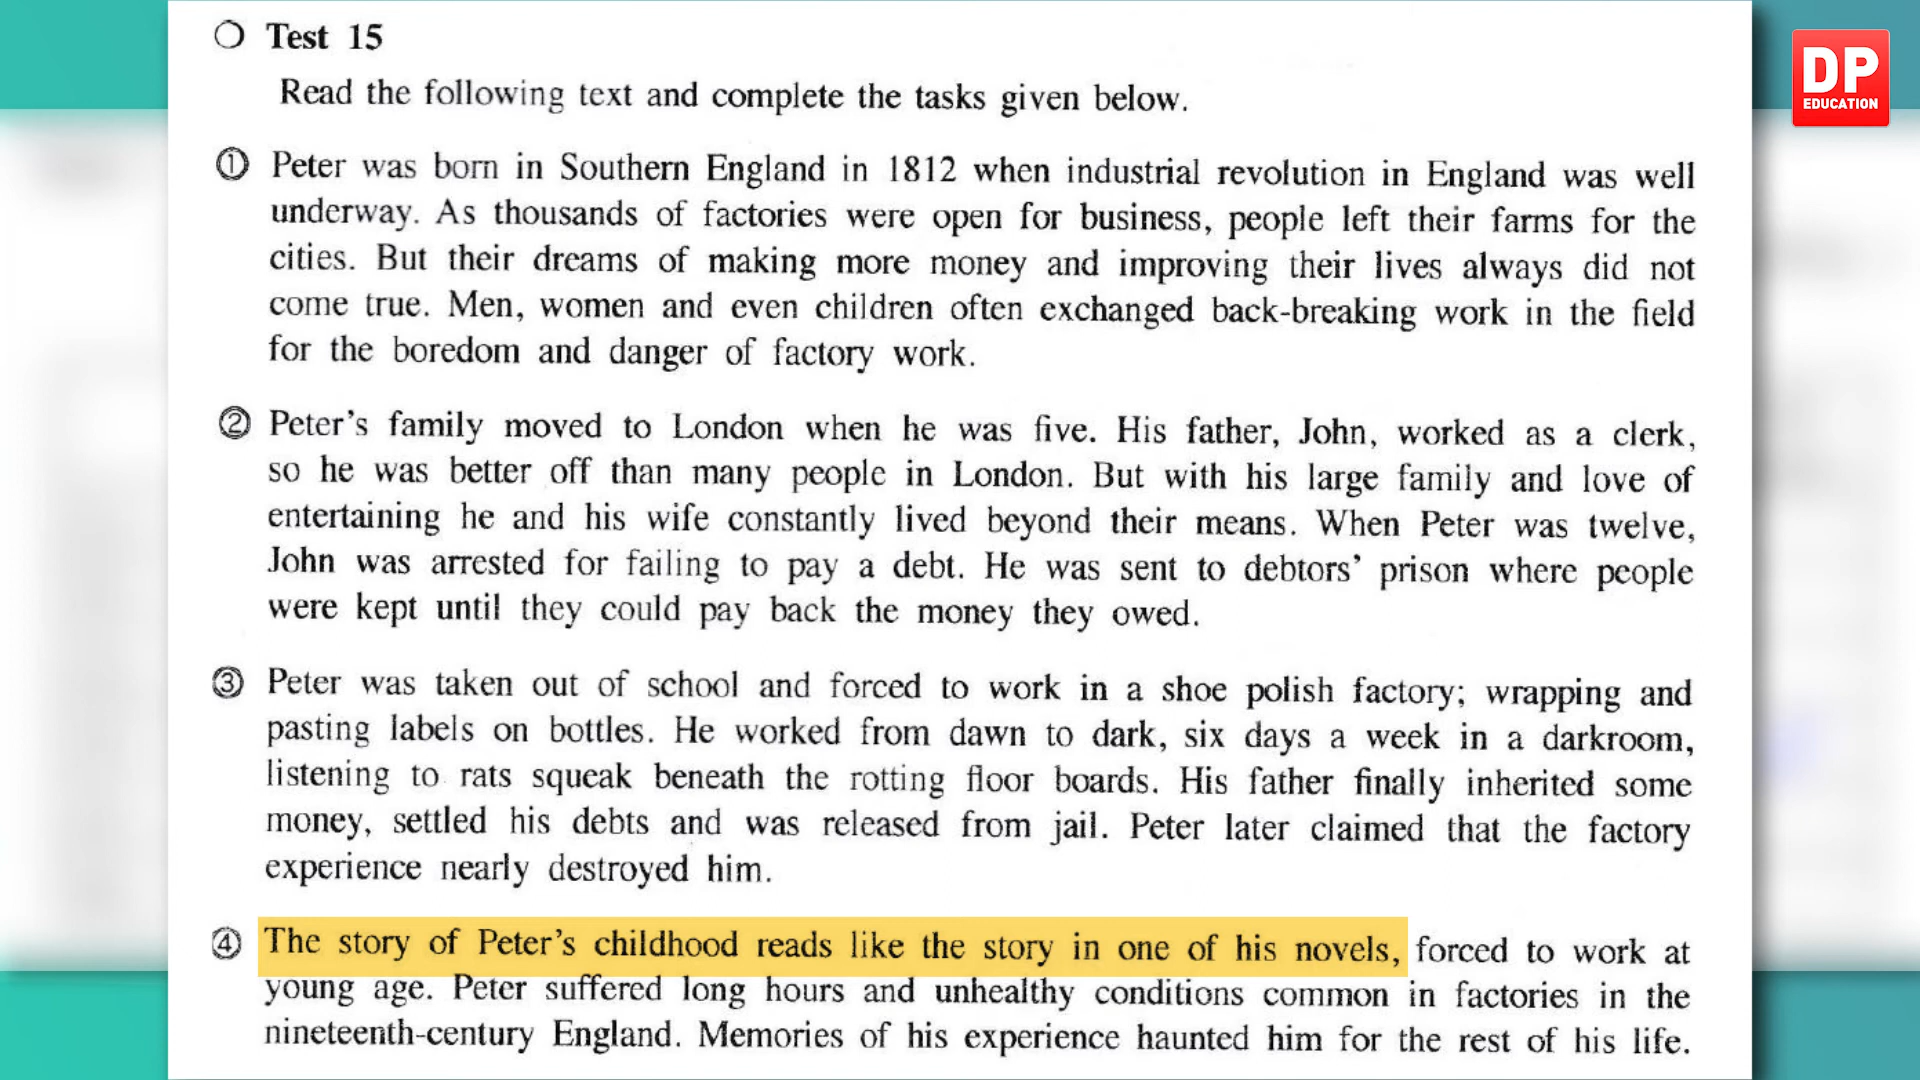 Test 15
DP
EDUCATION
Read the following text and complete the tasks given below.
① Peter was born in Southern England in 1812 when industrial revolution in England was well
underway. As thousands of factories were open for business, people left their farms for the
cities. But their dreams of making more money and improving their lives always did not
come true. Men, women and even children often exchanged back-breaking work in the field
for the boredom and danger of factory work.
② Peter's family moved to London when he was five. His father, John, worked as a clerk,
so he was better off than many people in London. But with his large family and love of
entertaining he and his wife constantly lived beyond their means. When Peter was twelve,
John was arrested for failing to pay a debt. He was sent to debtors' prison where people
were kept until they could pay back the money they owed.
③ Peter was taken out of school and forced to work in a shoe polish factory; wrapping and
pasting labels on bottles. He worked from dawn to dark, six days a week in a darkroom,
listening to rats squeak beneath the rotting floor boards. His father finally inherited some
money, settled his debts and was released from jail. Peter later claimed that the factory
experience nearly destroyed him.
④ The story of Peter's childhood reads like the story in one of his novels, forced to work at
young age. Peter suffered long hours and unhealthy conditions common in factories in the
nineteenth-century England. Memories of his experience haunted him for the rest of his life.